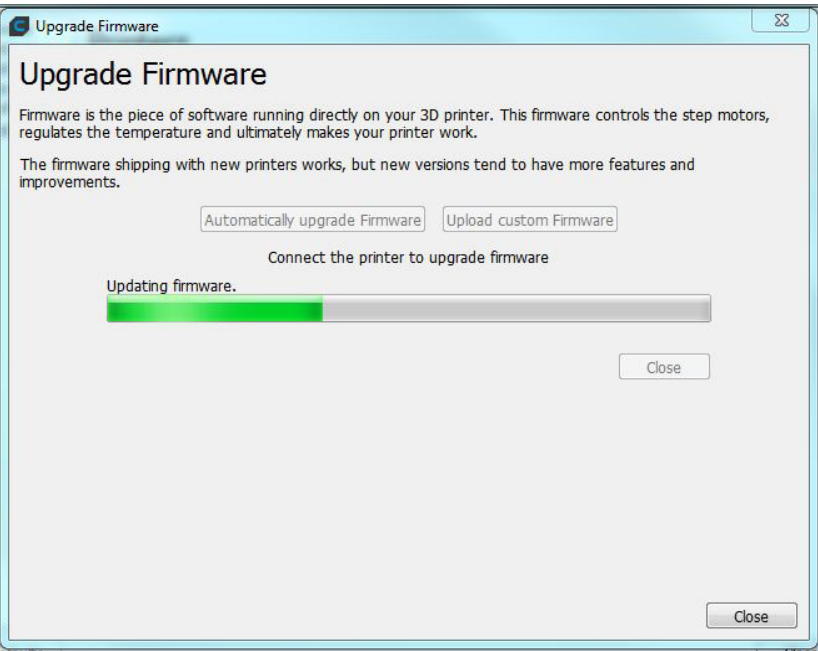 Upgrade Firmware
Upgrade Firmware
Firmware is the piece of software running directly on your 3D printer. This firmware controls the step motors,
regulates the temperature and ultimately makes your printer work.
The firmware shipping with new printers works, but new versions tend to have more features and
improvements.
Automatically upgrade Firmware Upload custom Firmware
Connect the printer to upgrade firmware
Updating firmware.
Close
Close